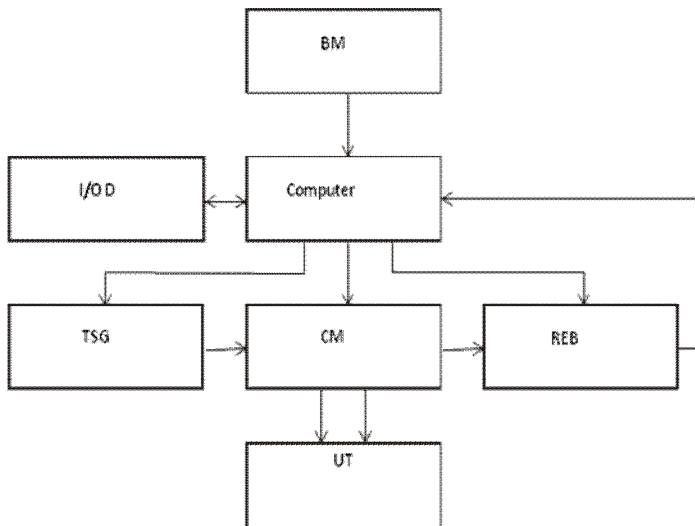 BM
I/O D
Computer
TSG
CM
REB
UT